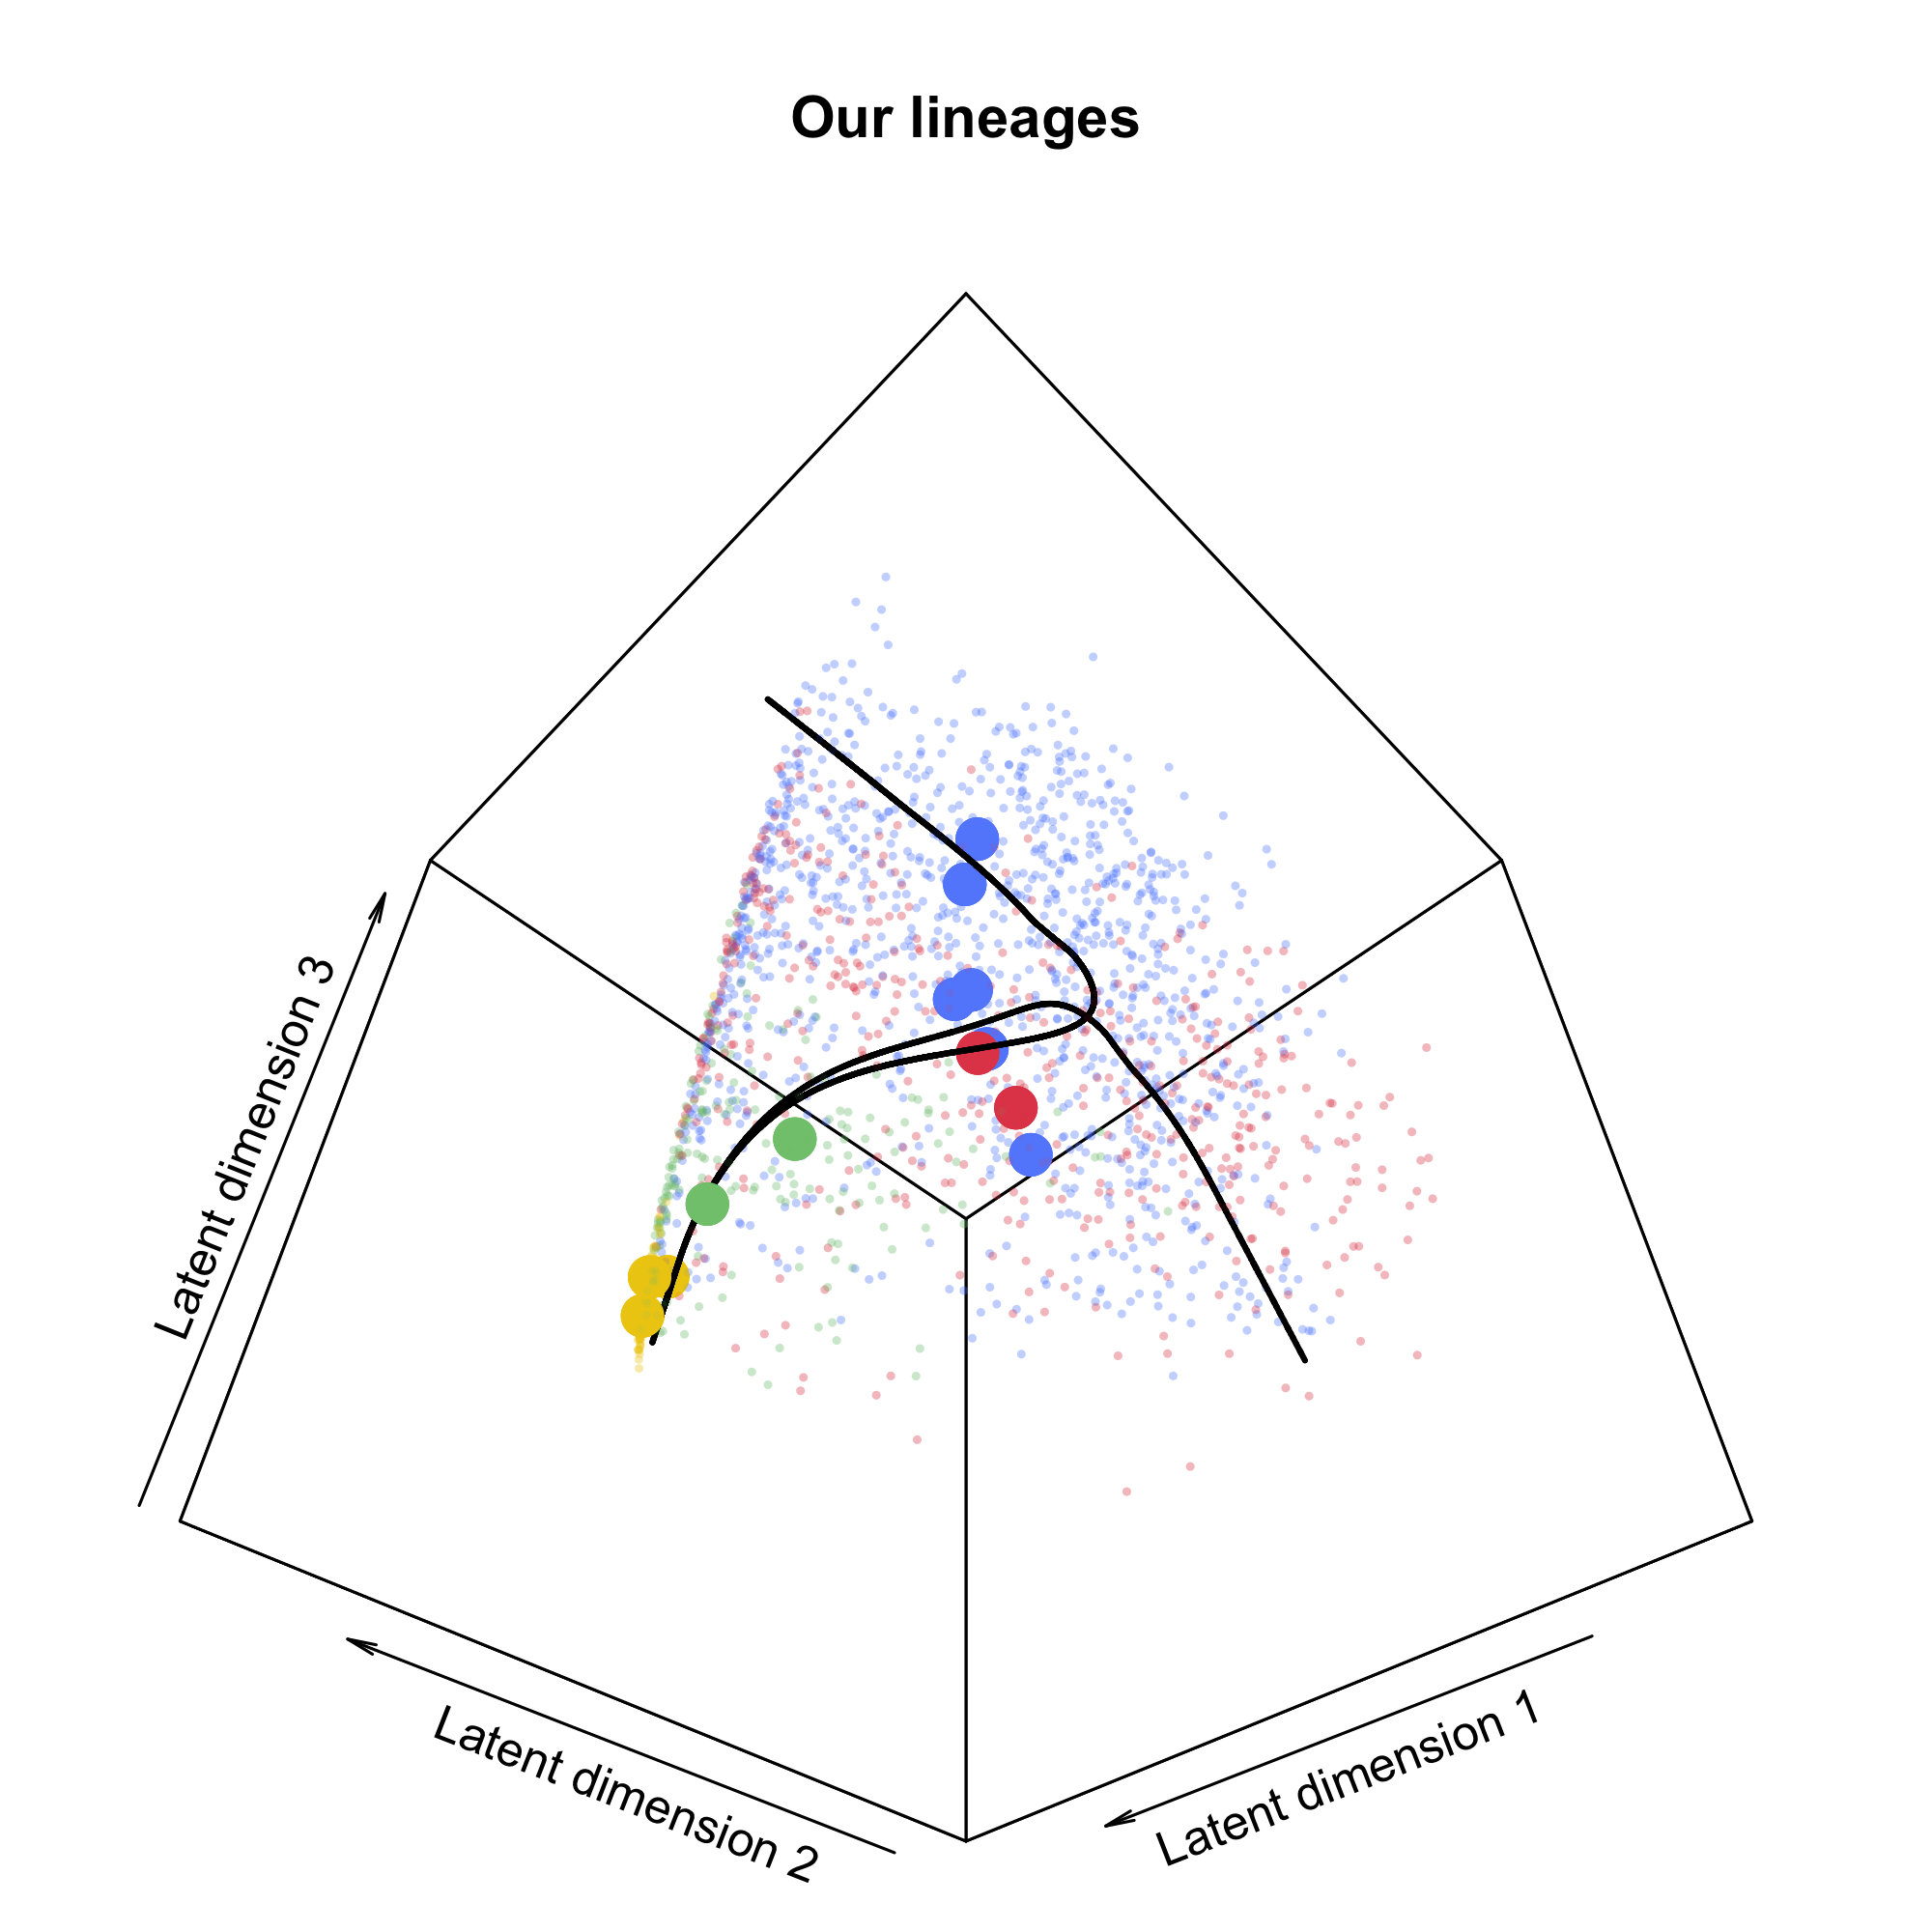 Our lineages
Latent dimension 3
Latent dimension 2
Latent dimension 1